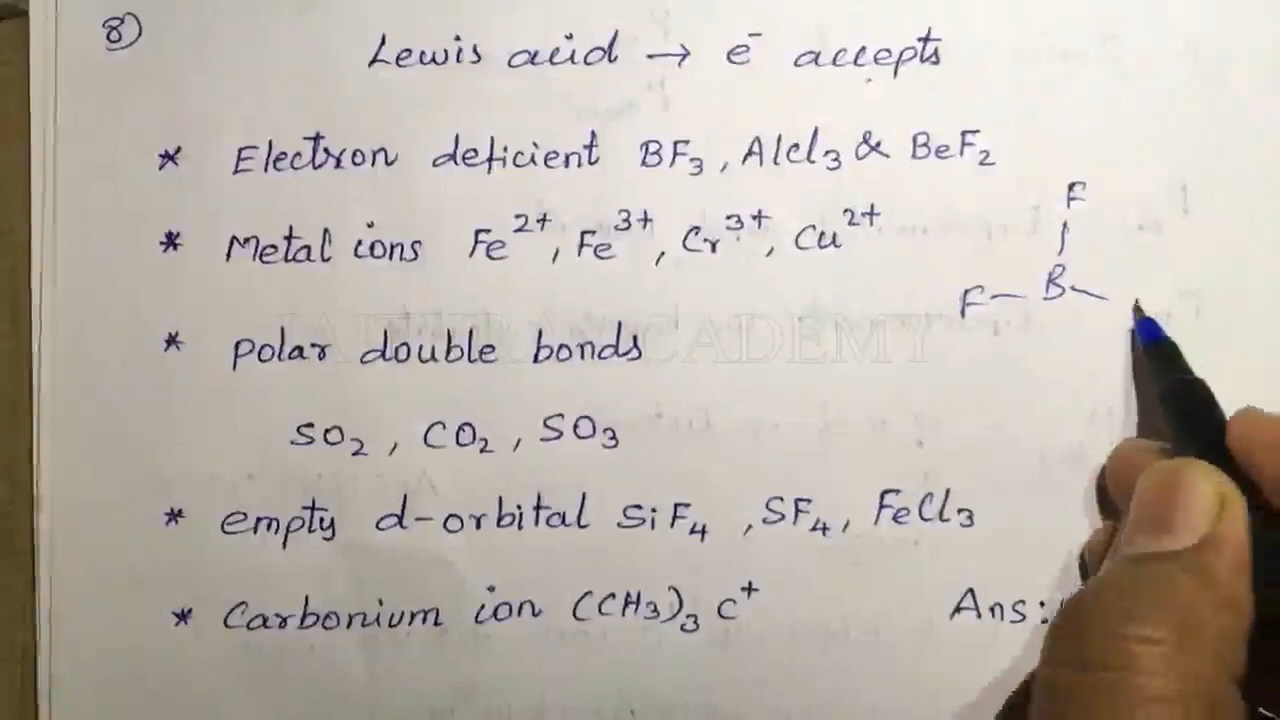 8)
Lewis acid → e⁻ accepts
* Electron deficient BF₃, AlCl₃ & BeF₂
* Metal ions Fe²⁺, Fe³⁺, Cr³⁺, Cu²⁺
F
F - B -
* polar double bonds
SO₂, CO₂, SO₃
* empty d-orbital SiF₄, SF₄, FeCl₃
* Carbonium ion (CH₃)₃ C⁺
Ans: